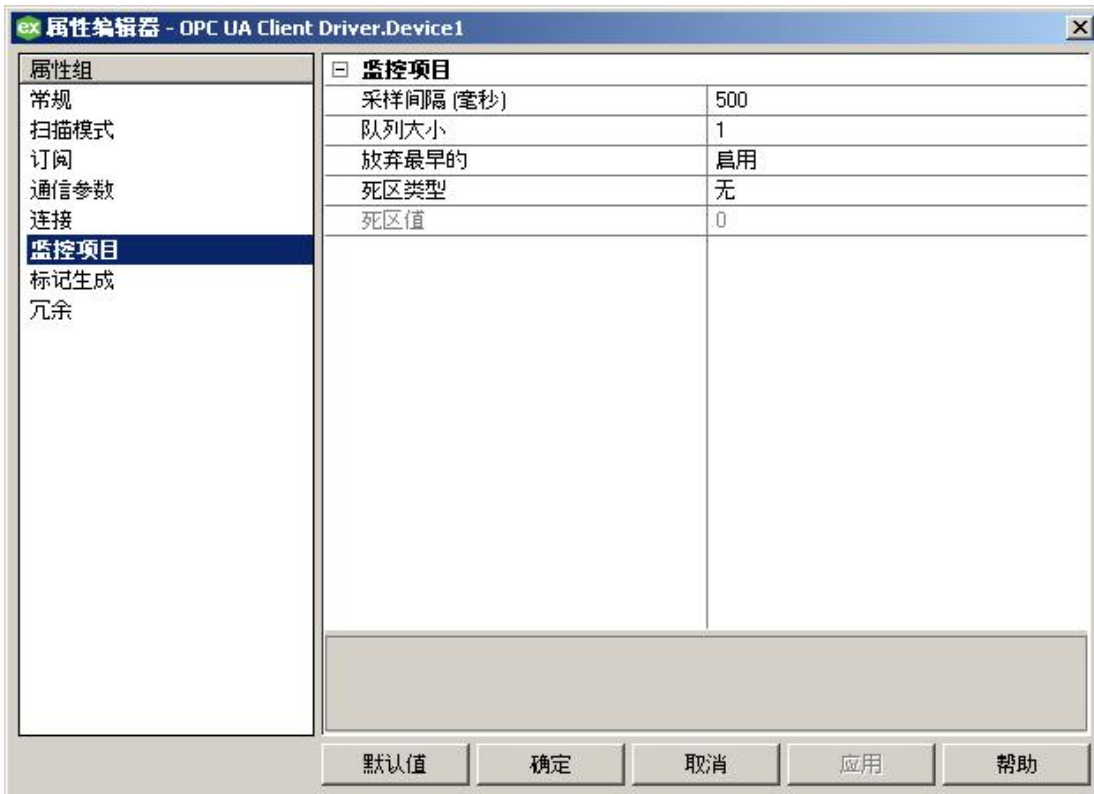 ex 属性编辑器 - OPC UA Client Driver.Device1
属性组
常规
扫描模式
订阅
通信参数
连接
监控项目
标记生成
冗余
监控项目
采样间隔 (毫秒) 500
队列大小 1
放弃最早的 启用
死区类型 无
死区值 0
默认值 确定 取消 应用 帮助